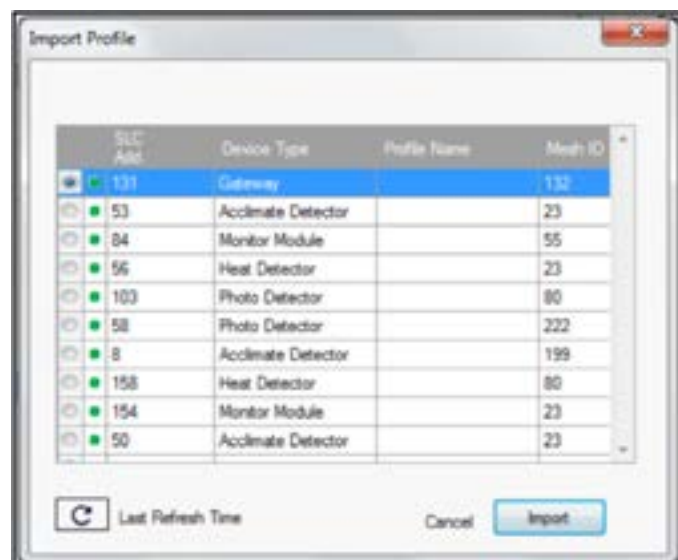 Import Profile
SLC Add. Device Type Profile Name Mesh ID
131 Gateway 132
53 Acclimate Detector 23
84 Monitor Module 55
56 Heat Detector 23
103 Photo Detector 80
58 Photo Detector 222
8 Acclimate Detector 199
158 Heat Detector 80
154 Monitor Module 23
50 Acclimate Detector 23
Last Refresh Time Cancel Import